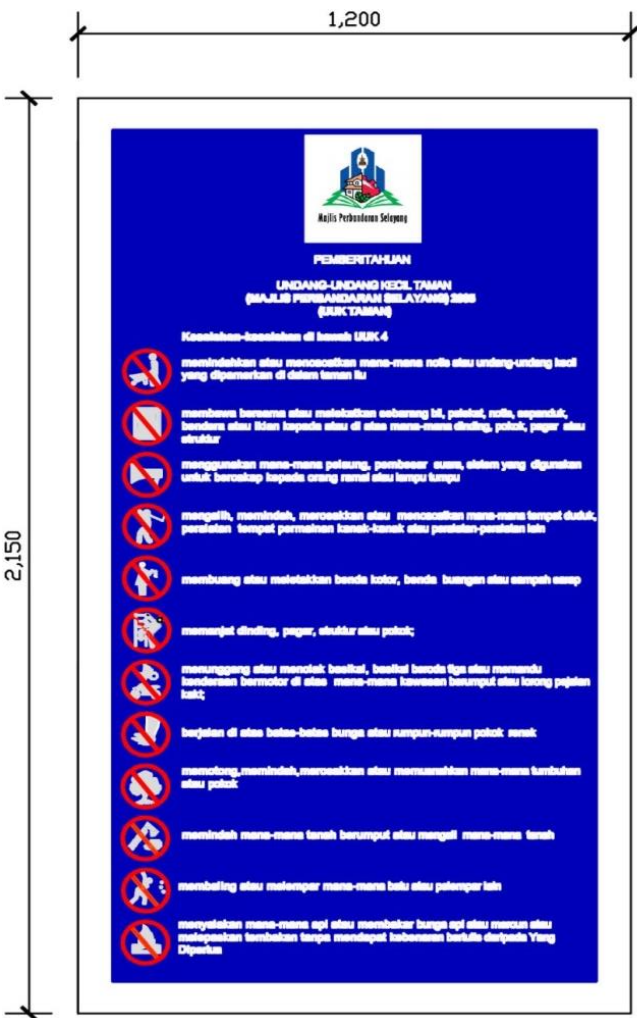 1,200
2,150
Majlis Perbandaran Selayang
PEMBERITAHUAN
UNDANG-UNDANG KECIL TAMAN
(MAJLIS PERBANDARAN SELAYANG) 2005
(UUK TAMAN)
Kesalahan-kesalahan di bawah UUK 4
memindahkan atau mencacatkan mana-mana notis atau undang-undang kecil
yang dipamerkan di dalam taman itu
membawa bersama atau melekatkan sebarang bil, pelekat, notis, sepanduk,
bendera atau iklan kepada atau di atas mana-mana dinding, pokok, pagar atau
struktur
menggunakan mana-mana pelaung, pembesar suara, sistem yang digunakan
untuk bercakap kepada orang ramai atau lampu tumpu
mengalih, memindah, merosakkan atau mencacatkan mana-mana tempat duduk,
peralatan tempat permainan kanak-kanak atau peralatan-peralatan lain
membuang atau meletakkan benda kotor, benda buangan atau sampah sarap
memanjat dinding, pagar, struktur atau pokok;
menunggang atau menolak basikal, basikal beroda tiga atau memandu
kenderaan bermotor di atas mana-mana kawasan berumput atau lorong pejalan
kaki;
berjalan di atas batas-batas bunga atau rumpun-rumpun pokok renek
memotong,memindah,merosakkan atau memusnahkan mana-mana tumbuhan
atau pokok
memindah mana-mana tanah berumput atau mengali mana-mana tanah
membaling atau melempar mana-mana batu atau pelempar lain
menyalakan mana-mana api atau membakar bunga api atau mercun atau
melepaskan tembakan tanpa mendapat kebenaran bertulis daripada Yang
Dipertua